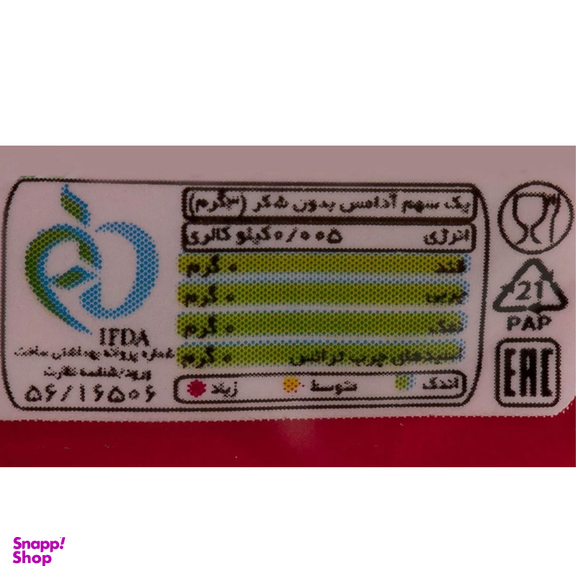 یک سهم آدامس بدون شکر (۳گرم)
انرژی ۰/۰۰۵ کیلو کالری
قند ۰ گرم
چربی ۰ گرم
نمک ۰ گرم
اسیدهای چرب ترانس ۰ گرم
اندک متوسط زیاد
IFDA
شماره پروانه بهداشتی ساخت
ورود/شناسه نظارت
۵۶/۱۶۵۰۶
21
PAP
EAC
Snapp!
Shop